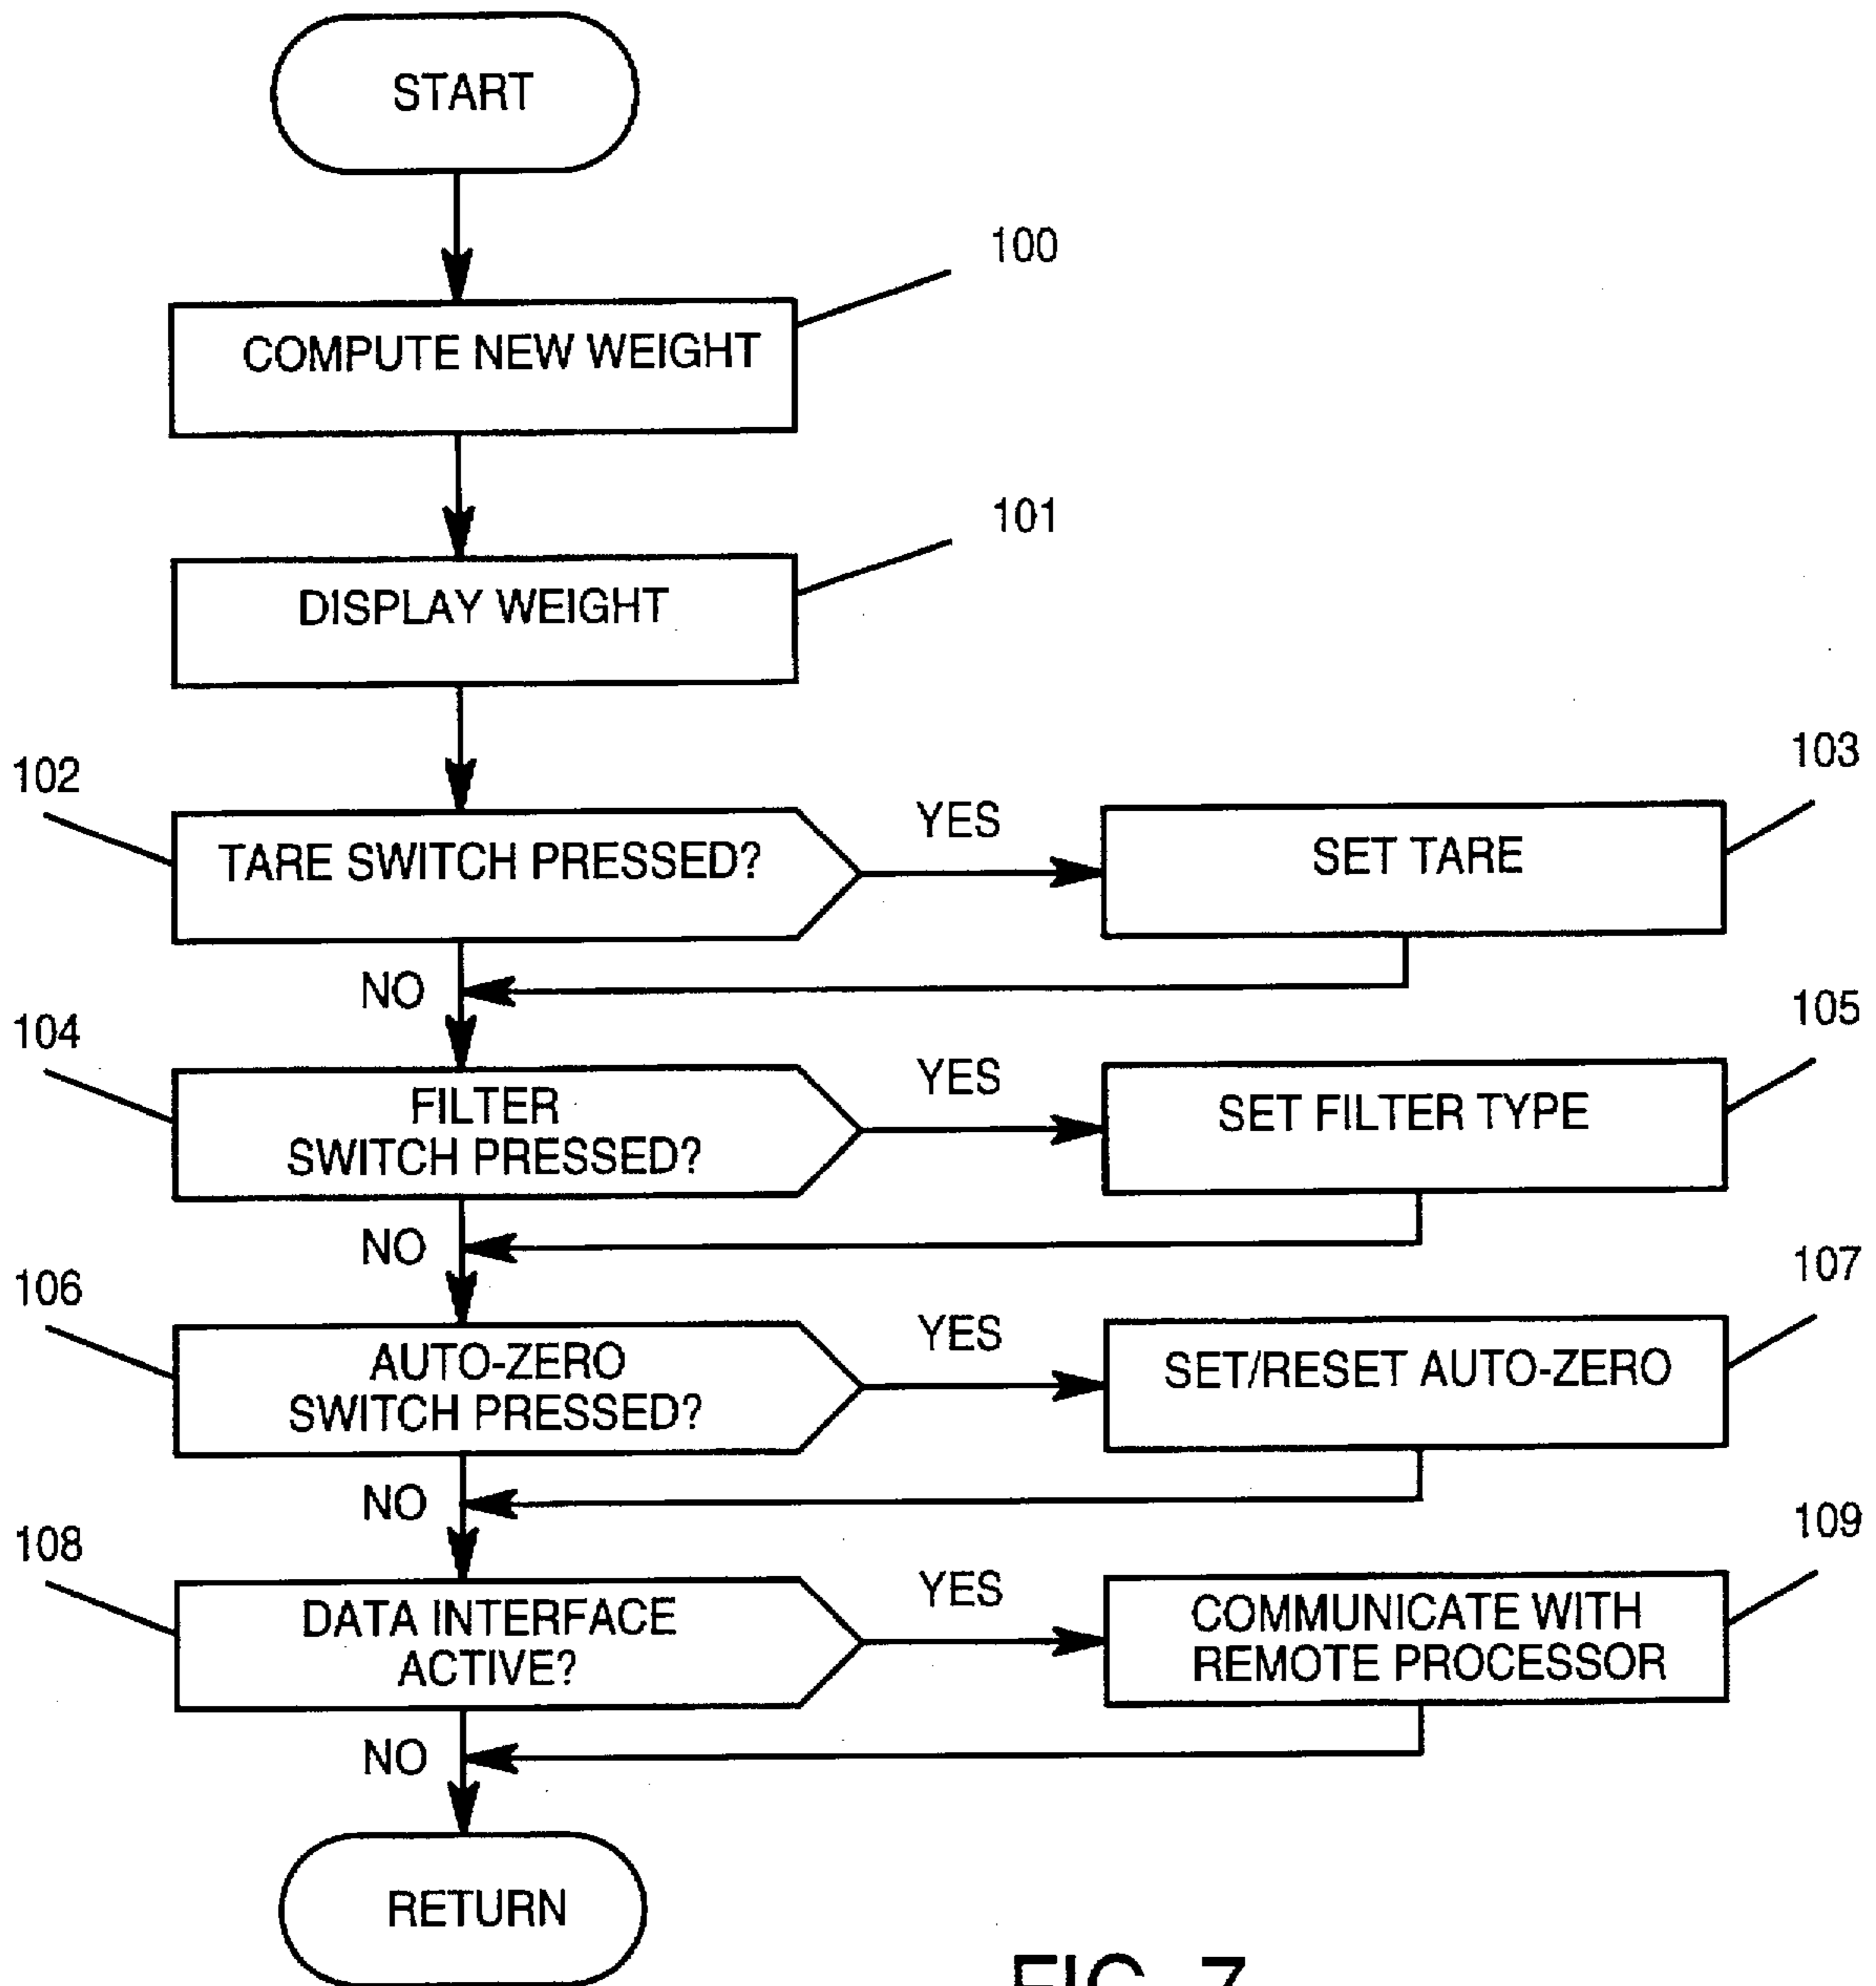 START
100
COMPUTE NEW WEIGHT
101
DISPLAY WEIGHT
102
TARE SWITCH PRESSED?
YES
103
SET TARE
NO
104
FILTER
SWITCH PRESSED?
YES
105
SET FILTER TYPE
NO
106
AUTO-ZERO
SWITCH PRESSED?
YES
107
SET/RESET AUTO-ZERO
NO
108
DATA INTERFACE
ACTIVE?
YES
109
COMMUNICATE WITH
REMOTE PROCESSOR
NO
RETURN
FIG. 7